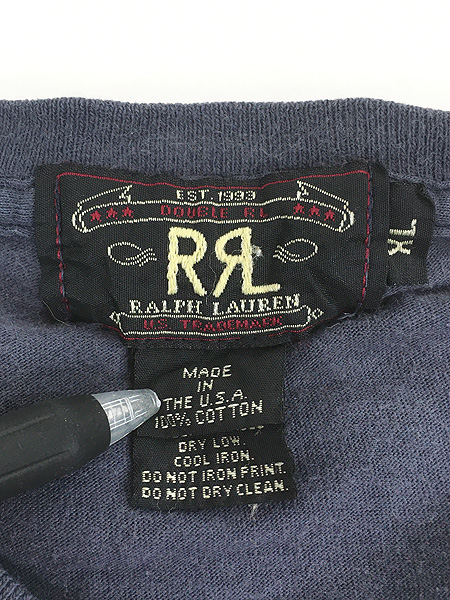 EST. 1993
DOUBLE RL
RRL
RALPH LAUREN
U.S. TRADEMARK
XL
MADE
IN
THE U.S.A.
100% COTTON
DRY LOW.
COOL IRON.
DO NOT IRON PRINT.
DO NOT DRY CLEAN.